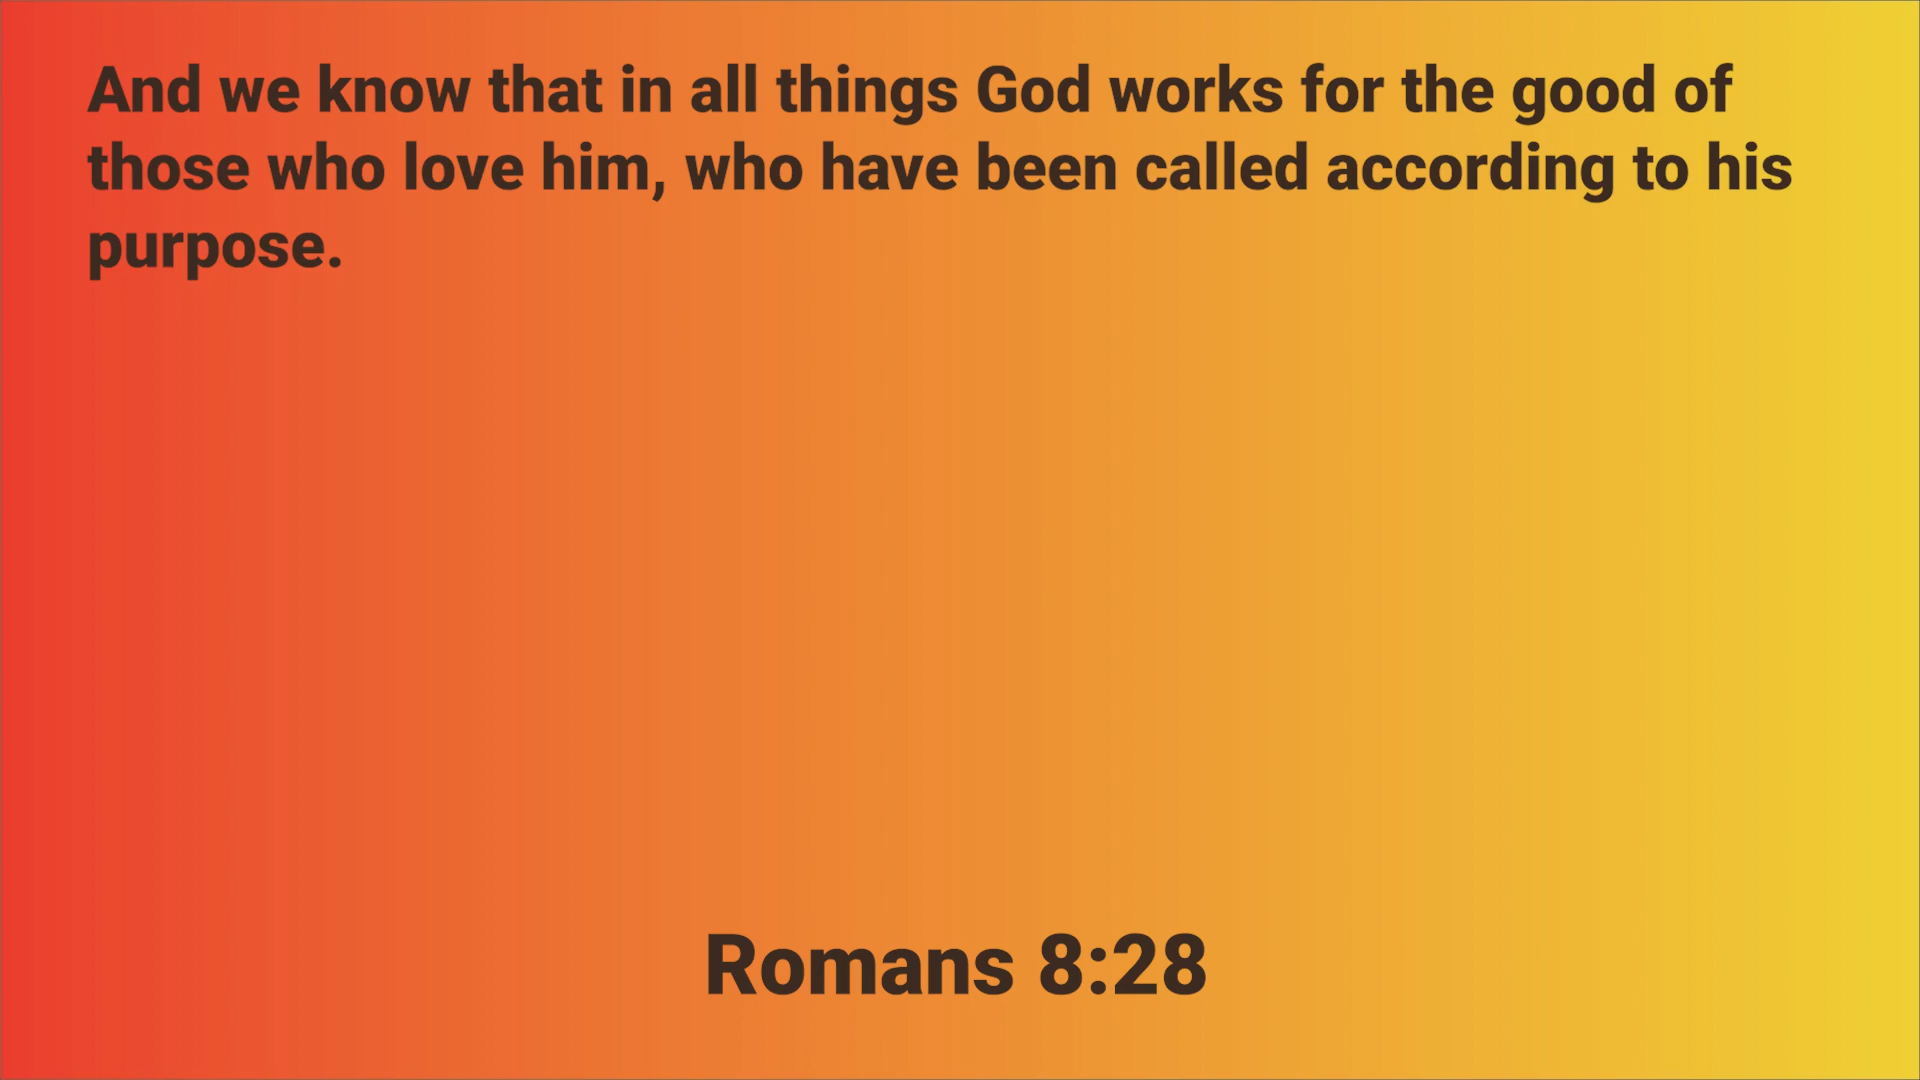 And we know that in all things God works for the good of
those who love him, who have been called according to his
purpose.
Romans 8:28